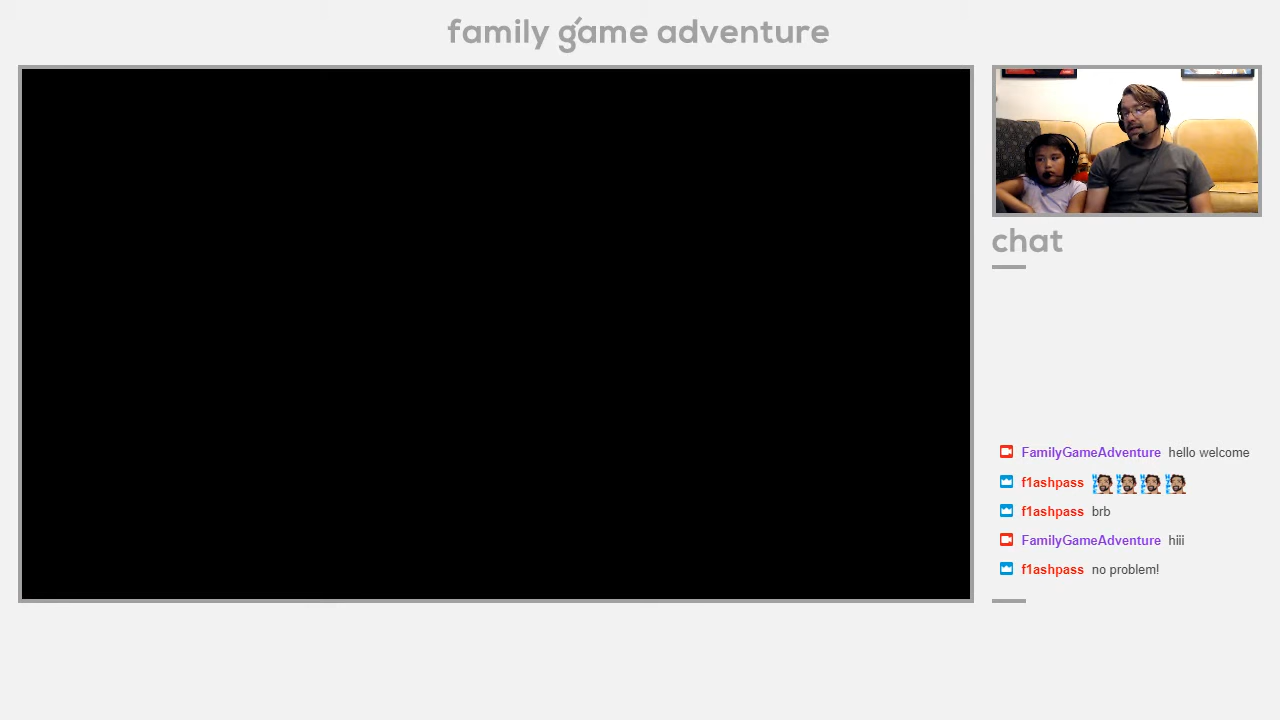 family game adventure
chat
FamilyGameAdventure hello welcome
f1ashpass
f1ashpass brb
FamilyGameAdventure hiii
f1ashpass no problem!